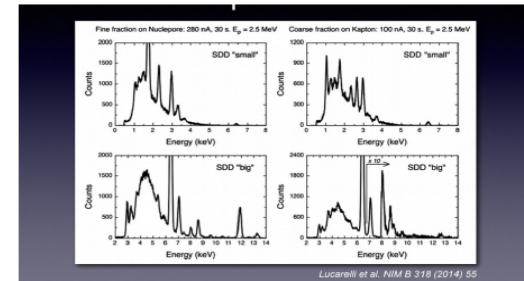 Fine fraction on Nuclepore: 280 nA, 30 s. Ep = 2.5 MeV
Coarse fraction on Kapton: 100 nA, 30 s. Ep = 2.5 MeV
2000
1500
1000
500
0
Counts
SDD "small"
0 1 2 3 4 5 6 7 8
Energy (keV)
1200
900
600
300
0
Counts
SDD "small"
0 1 2 3 4 5 6 7 8
Energy (keV)
2000
1500
1000
500
0
Counts
SDD "big"
2 3 4 5 6 7 8 9 10 11 12 13 14
Energy (keV)
2400
1800
1200
600
0
Counts
x 10
SDD "big"
2 3 4 5 6 7 8 9 10 11 12 13 14
Energy (keV)
Lucarelli et al. NIM B 318 (2014) 55